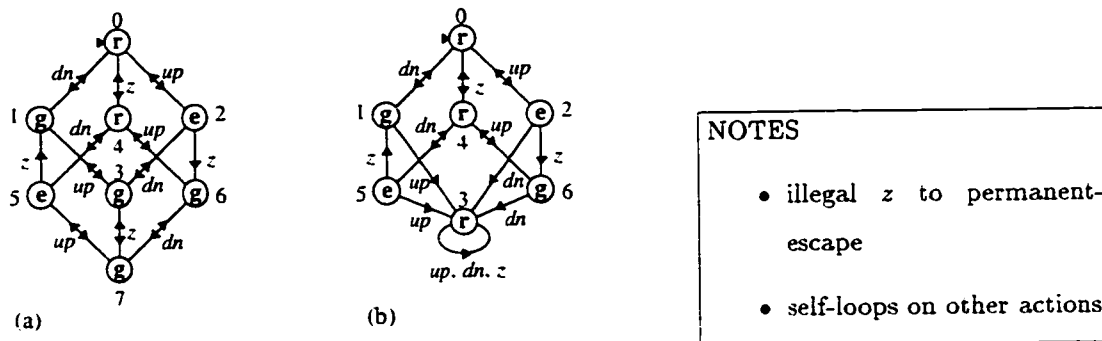 0
r
dn
z
up
1
g
r
e
2
dn
4
up
z
3
z
5
e
up
g
dn
g
6
up
z
dn
g
7
(a)
0
r
dn
z
up
1
g
r
e
2
dn
4
up
z
z
5
e
up
3
dn
g
6
up
r
dn
up, dn, z
(b)
NOTES
• illegal z to permanent-
escape
• self-loops on other actions